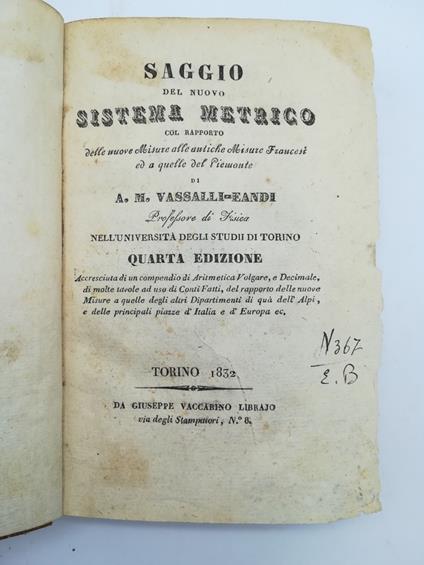 SAGGIO
DEL NUOVO
SISTEMA METRICO
COL RAPPORTO
delle nuove Misure alle antiche Misure Francesi
ed a quelle del Piemonte
DI
A. M. VASSALLI-EANDI
Professore di Fisica
NELL'UNIVERSITÀ DEGLI STUDII DI TORINO
QUARTA EDIZIONE
Accresciuta di un compendio di Aritmetica Volgare, e Decimale,
di molte tavole ad uso di Conti Fatti, del rapporto delle nuove
Misure a quelle degli altri Dipartimenti di quà dell'Alpi,
e delle principali piazze d'Italia e d'Europa ec.
N 367
E. B
TORINO 1832
DA GIUSEPPE VACCARINO LIBRAJO
via degli Stampatori, N.° 8.